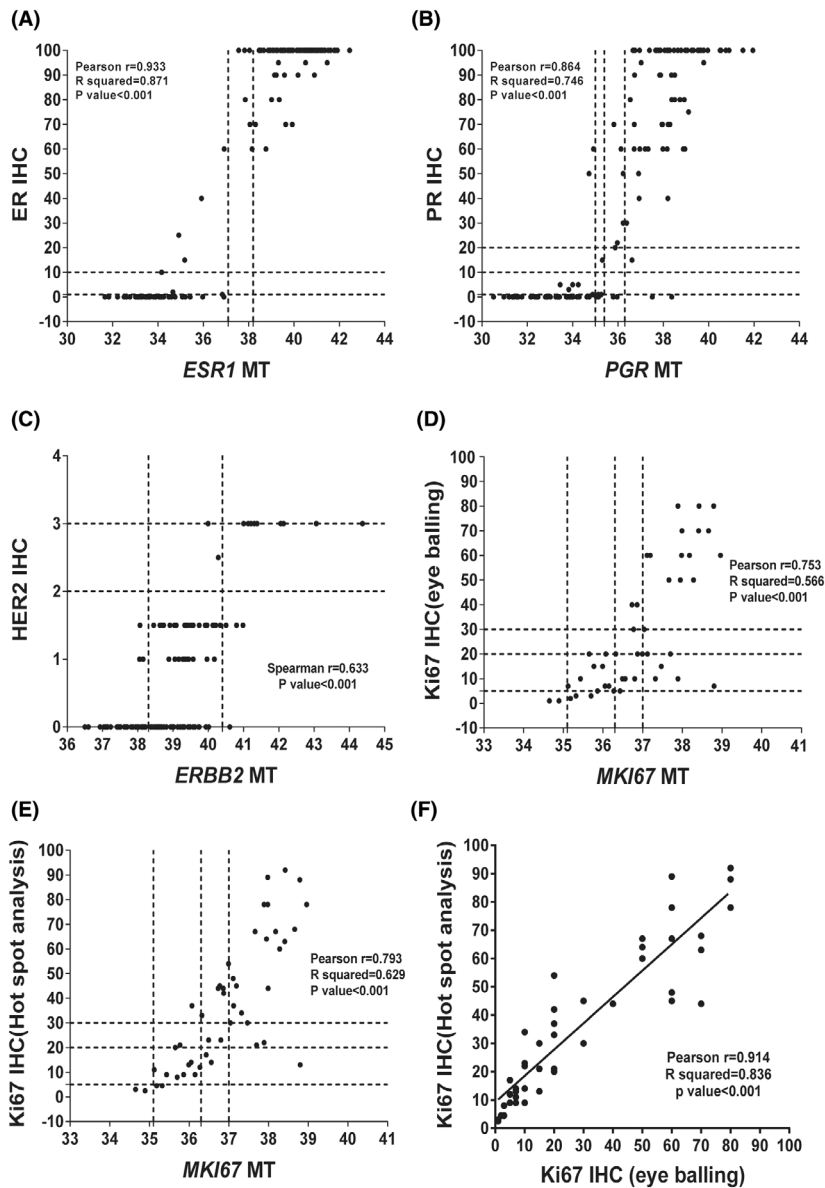 (A)
Pearson r=0.933
R squared=0.871
P value<0.001
ER IHC
100
90
80
70
60
50
40
30
20
10
0
-10
30 32 34 36 38 40 42 44
ESR1 MT
(B)
Pearson r=0.864
R squared=0.746
P value<0.001
PR IHC
100
90
80
70
60
50
40
30
20
10
0
-10
30 32 34 36 38 40 42 44
PGR MT
(C)
HER2 IHC
4
3
2
1
0
Spearman r=0.633
P value<0.001
36 37 38 39 40 41 42 43 44 45
ERBB2 MT
(D)
Ki67 IHC(eye balling)
100
90
80
70
60
50
40
30
20
10
0
-10
Pearson r=0.753
R squared=0.566
P value<0.001
33 34 35 36 37 38 39 40 41
MKI67 MT
(E)
Ki67 IHC(Hot spot analysis)
100
90
80
70
60
50
40
30
20
10
0
-10
Pearson r=0.793
R squared=0.629
P value<0.001
33 34 35 36 37 38 39 40 41
MKI67 MT
(F)
Ki67 IHC(Hot spot analysis)
100
90
80
70
60
50
40
30
20
10
0
Pearson r=0.914
R squared=0.836
p value<0.001
0 10 20 30 40 50 60 70 80 90 100
Ki67 IHC (eye balling)